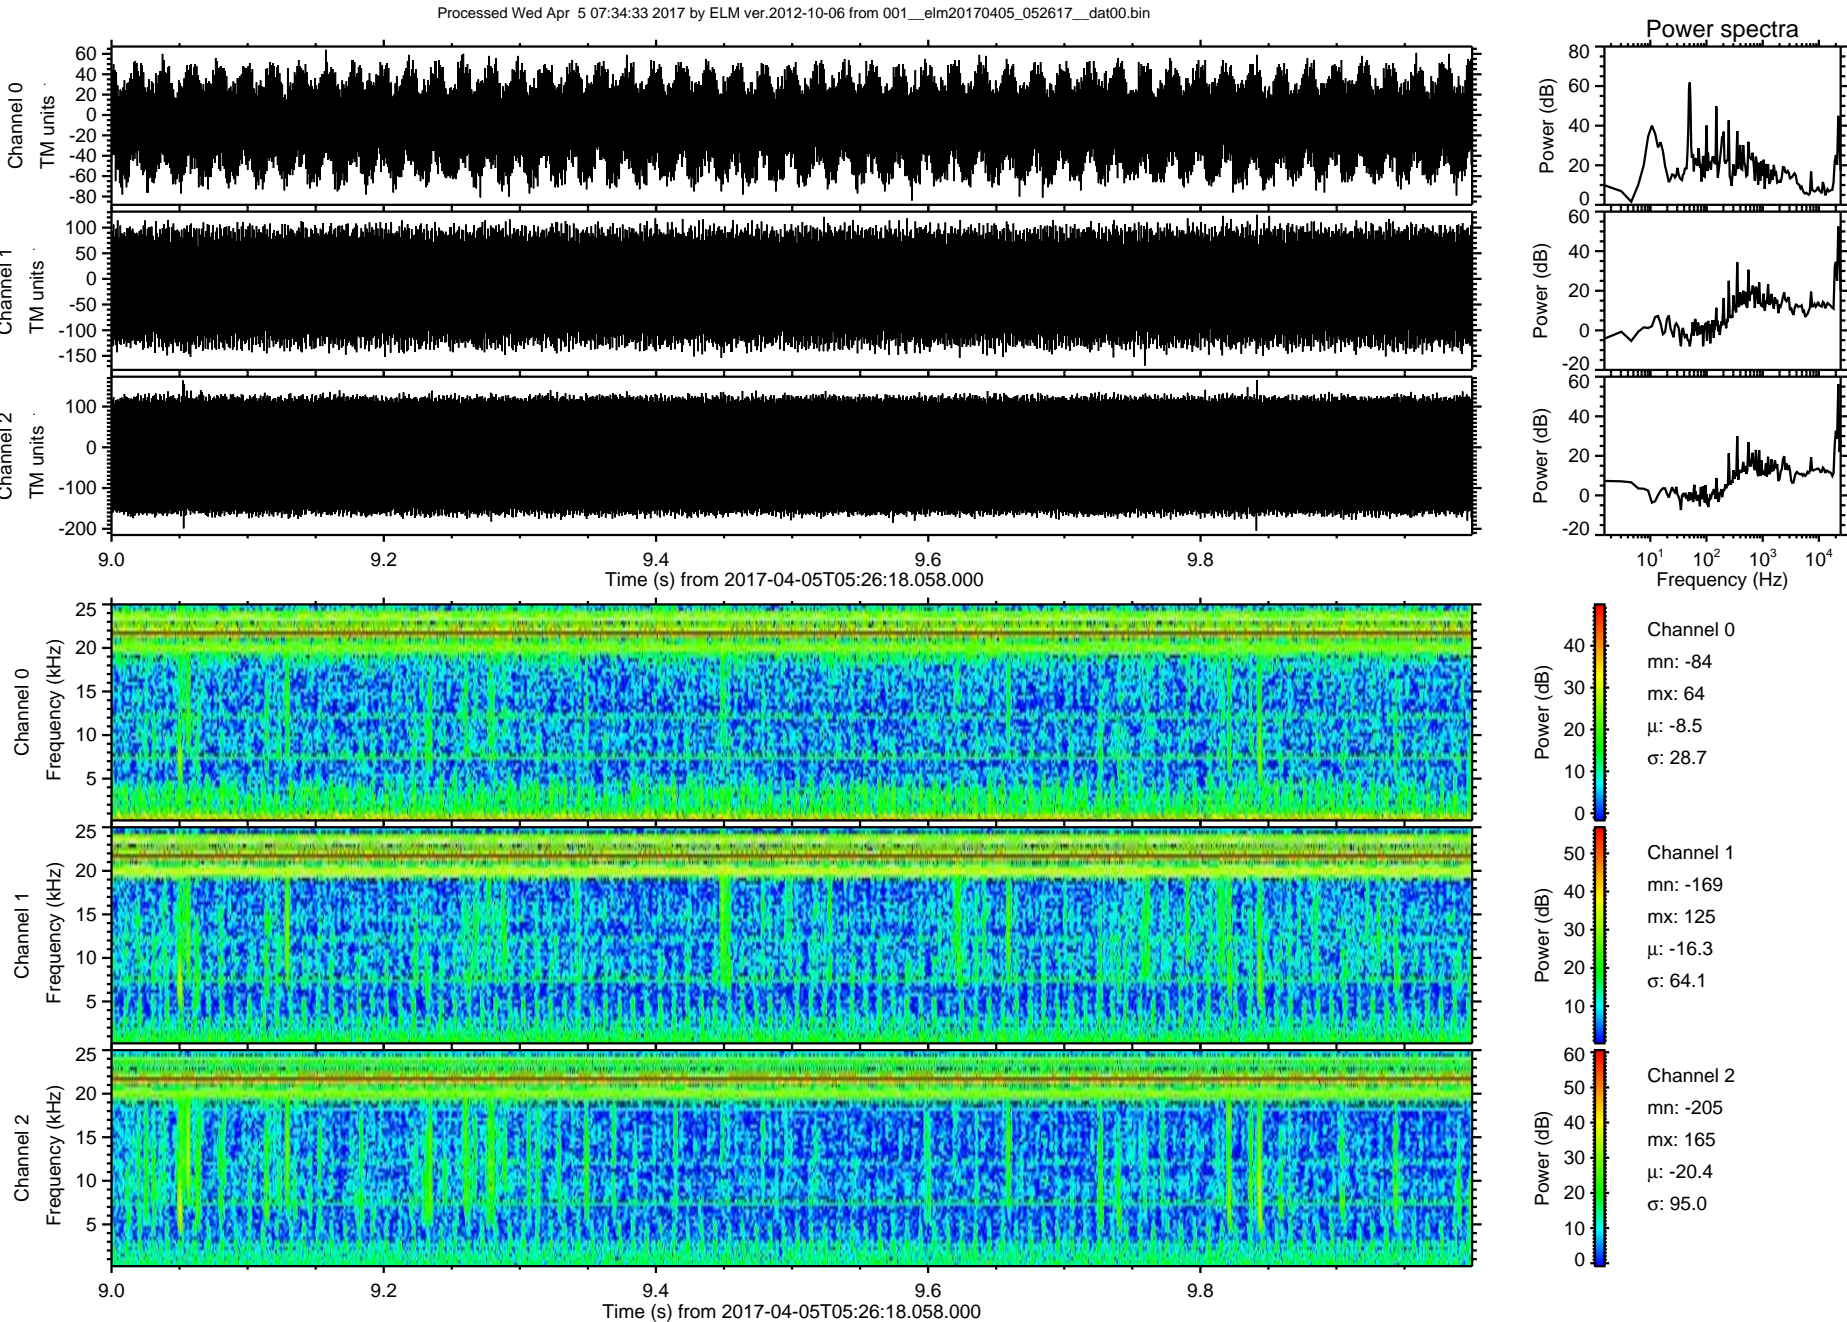 Processed Wed Apr  5 07:34:33 2017 by ELM ver.2012-10-06 from 001__elm20170405_052617__dat00.bin
Power spectra
Channel 0
TM units
60
40
20
0
-20
-40
-60
-80
Power (dB)
80
60
40
20
0
Channel 1
TM units
100
50
0
-50
-100
-150
Power (dB)
60
40
20
0
-20
Channel 2
TM units
100
0
-100
-200
Power (dB)
60
40
20
0
-20
9.0 9.2 9.4 9.6 9.8
Time (s) from 2017-04-05T05:26:18.058.000
10¹ 10² 10³ 10⁴
Frequency (Hz)
Channel 0
Frequency (kHz)
25
20
15
10
5
Power (dB)
40
30
20
10
0
Channel 0
mn: -84
mx: 64
μ: -8.5
σ: 28.7
Channel 1
Frequency (kHz)
25
20
15
10
5
Power (dB)
50
40
30
20
10
Channel 1
mn: -169
mx: 125
μ: -16.3
σ: 64.1
Channel 2
Frequency (kHz)
25
20
15
10
5
Power (dB)
60
50
40
30
20
10
0
Channel 2
mn: -205
mx: 165
μ: -20.4
σ: 95.0
9.0 9.2 9.4 9.6 9.8
Time (s) from 2017-04-05T05:26:18.058.000